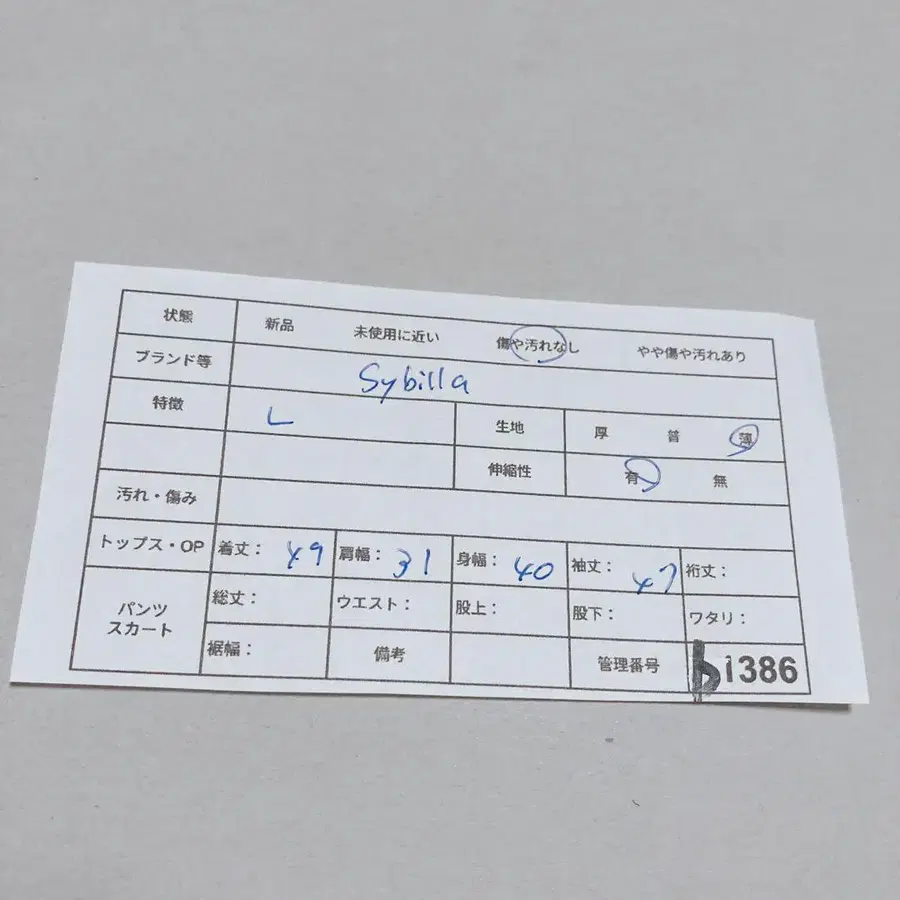 状態 新品 未使用に近い 傷や汚れなし やや傷や汚れあり
ブランド等 Sybilla
特徴 L 生地 厚 普 薄
伸縮性 有 無
汚れ・傷み
トップス・OP 着丈: 49 肩幅: 31 身幅: 40 袖丈: 47 裄丈:
パンツ スカート 総丈: ウエスト: 股上: 股下: ワタリ:
裾幅: 備考 管理番号 bi386